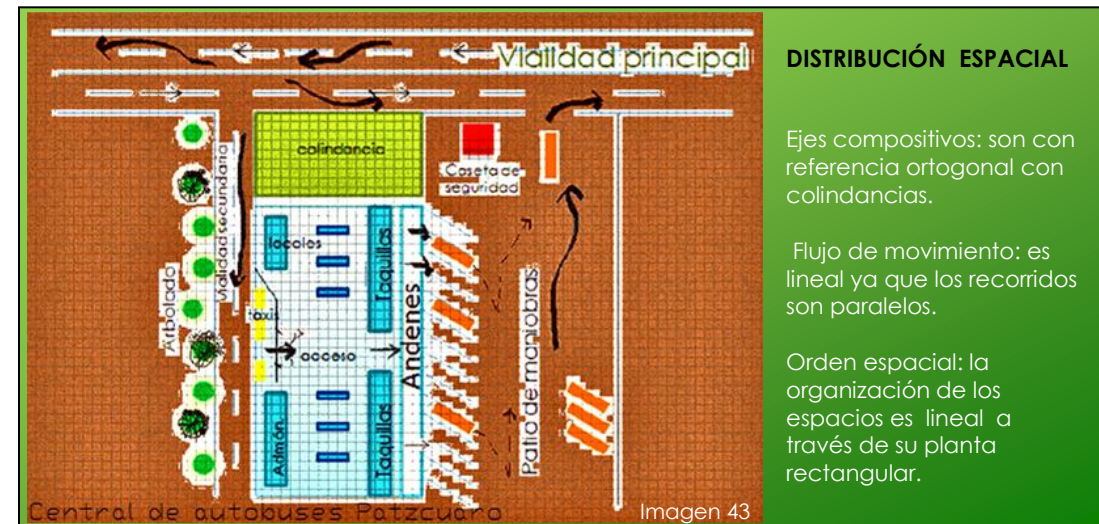 Vialidad principal
colindancia
Caseta de
seguridad
Vialidad secundaria
Arbolado
locales
Taquillas
taxis
acceso
Andenes
Patio de maniobras
Admón.
Taquillas
Central de autobuses Patzcuaro
Imagen 43
DISTRIBUCIÓN ESPACIAL
Ejes compositivos: son con
referencia ortogonal con
colindancias.
Flujo de movimiento: es
lineal ya que los recorridos
son paralelos.
Orden espacial: la
organización de los
espacios es lineal a
través de su planta
rectangular.